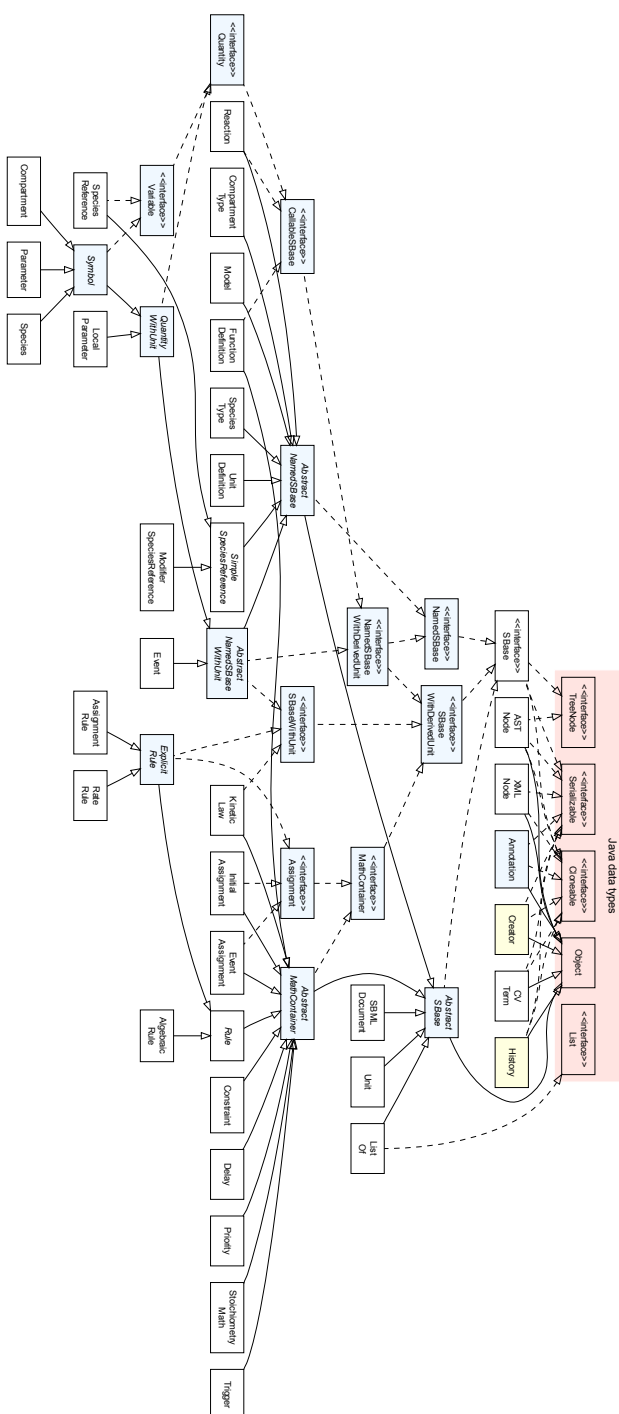 Java data types
<<interface>>
TreeNode
<<interface>>
Serializable
<<interface>>
Cloneable
Object
<<interface>>
List
<<interface>>
SBase
AST
Node
XML
Node
Annotation
Creator
CV
Term
History
<<interface>>
NamedSBase
<<interface>>
SBase
WithDerivedUnit
Abstract
SBase
<<interface>>
NamedSBase
WithDerivedUnit
<<interface>>
MathContainer
SBML
Document
Unit
List
Of
<<interface>>
CallableSBase
Abstract
NamedSBase
<<interface>>
SBaseWithUnit
<<interface>>
Assignment
Abstract
MathContainer
<<interface>>
Quantity
Reaction
Compartment
Type
Model
Function
Definition
Species
Type
Unit
Definition
Simple
SpeciesReference
Abstract
NamedSBase
WithUnit
Kinetic
Law
Initial
Assignment
Event
Assignment
Rule
Constraint
Delay
Priority
Stoichiometry
Math
Trigger
<<interface>>
Variable
Quantity
WithUnit
Modifier
SpeciesReference
Event
Explicit
Rule
Algebraic
Rule
Species
Reference
Symbol
Local
Parameter
Assignment
Rule
Rate
Rule
Compartment
Parameter
Species